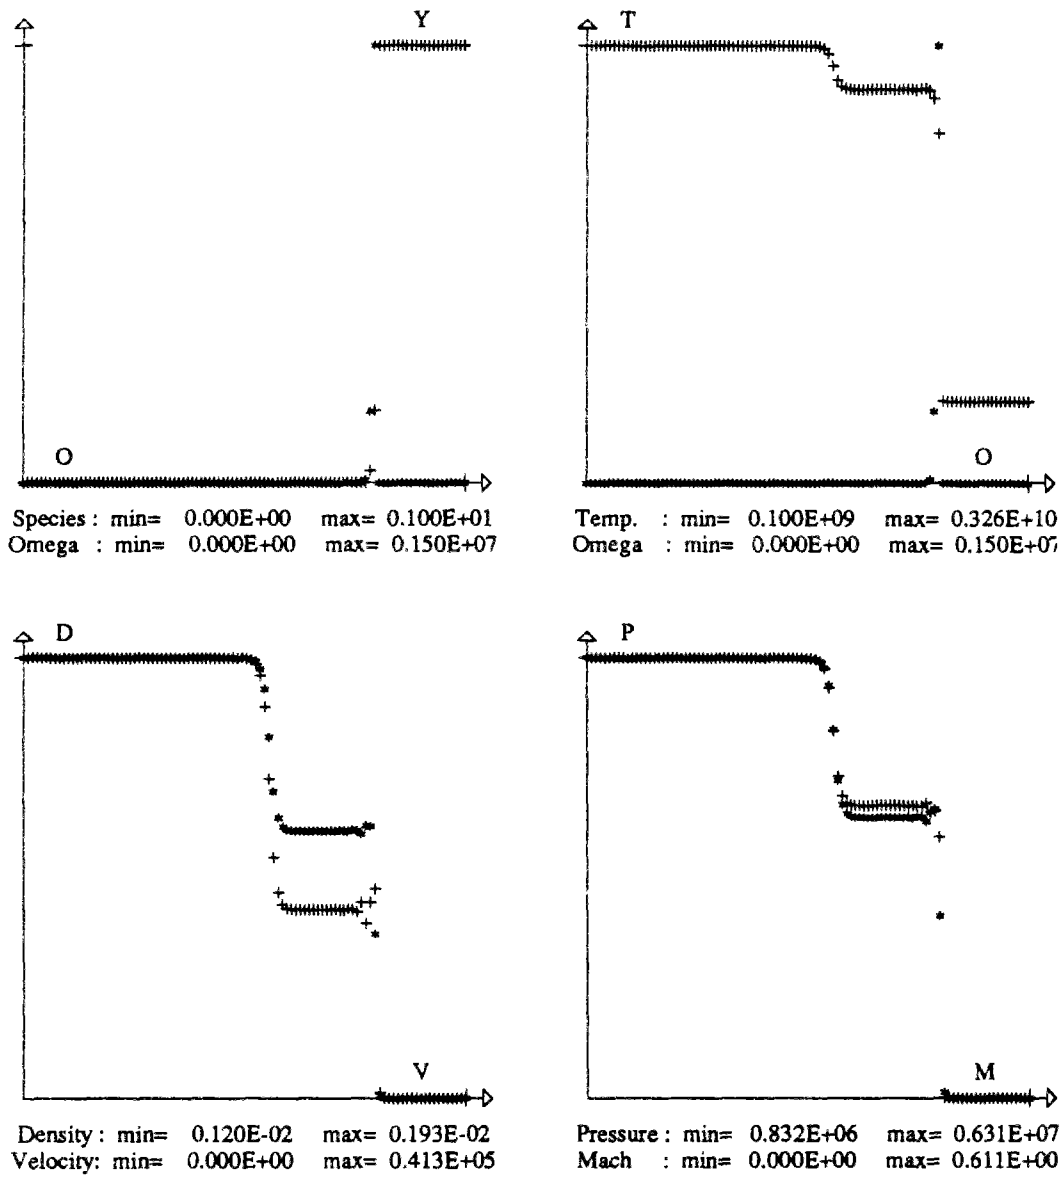 Y
O
Species : min= 0.000E+00 max= 0.100E+01
Omega : min= 0.000E+00 max= 0.150E+07
T
O
Temp. : min= 0.100E+09 max= 0.326E+10
Omega : min= 0.000E+00 max= 0.150E+07
D
V
Density : min= 0.120E-02 max= 0.193E-02
Velocity: min= 0.000E+00 max= 0.413E+05
P
M
Pressure : min= 0.832E+06 max= 0.631E+07
Mach : min= 0.000E+00 max= 0.611E+00